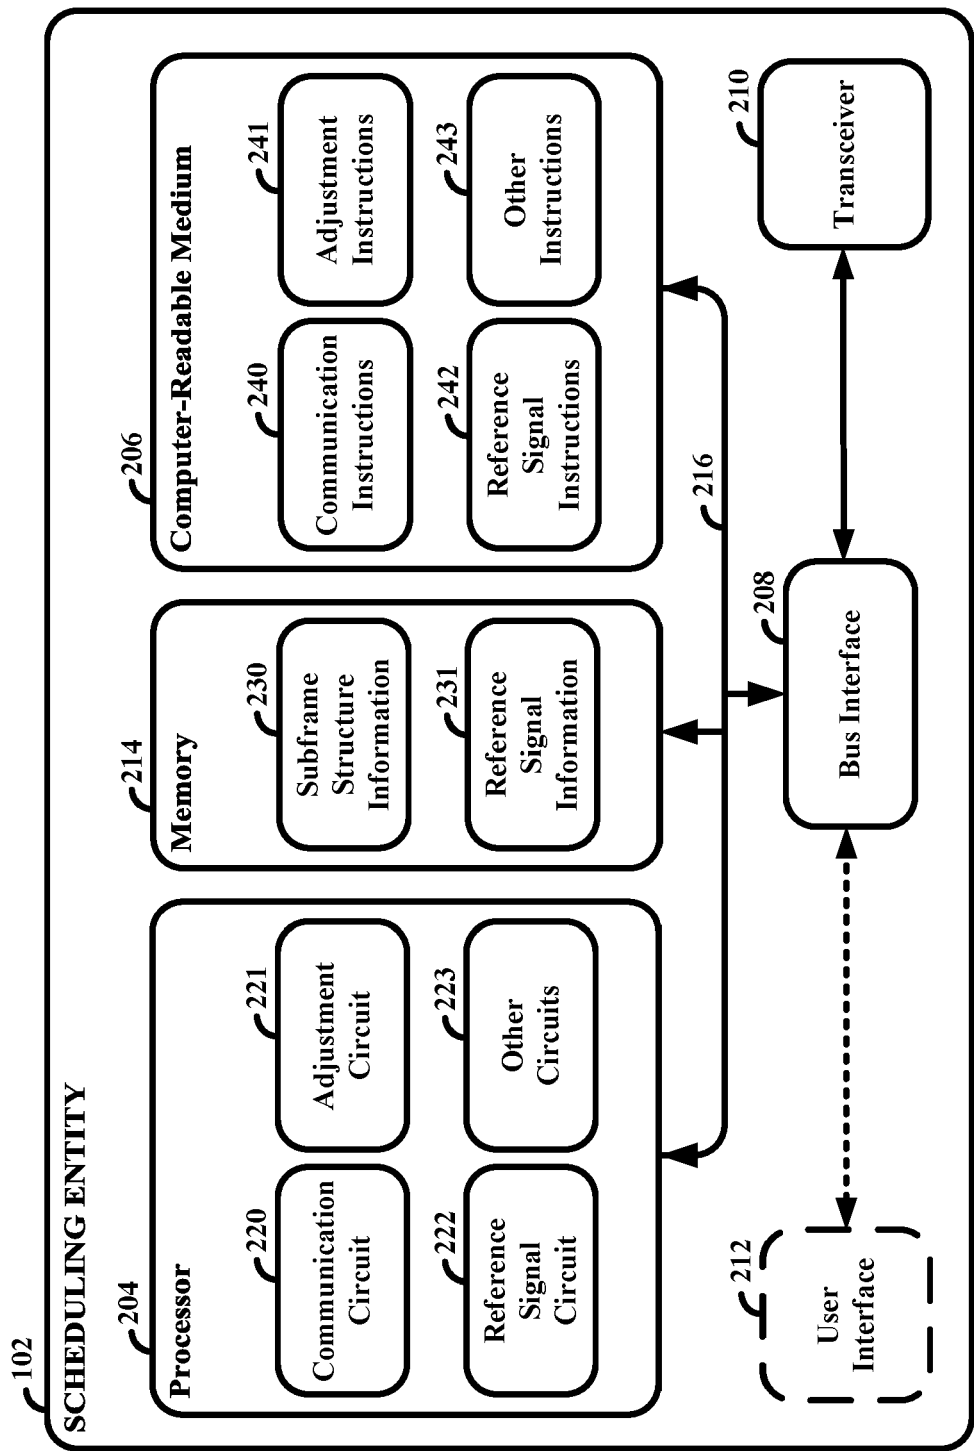 102
SCHEDULING ENTITY
204
Processor
220
Communication
Circuit
221
Adjustment
Circuit
222
Reference
Signal
Circuit
223
Other
Circuits
214
Memory
230
Subframe
Structure
Information
231
Reference
Signal
Information
206
Computer-Readable Medium
240
Communication
Instructions
241
Adjustment
Instructions
242
Reference
Signal
Instructions
243
Other
Instructions
216
212
User
Interface
208
Bus Interface
210
Transceiver